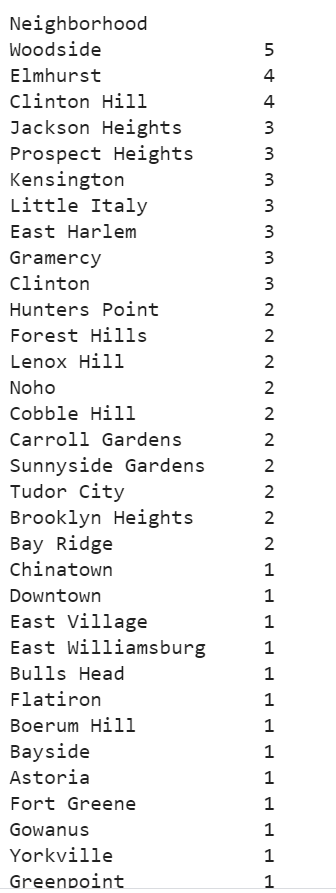 Neighborhood
Woodside 5
Elmhurst 4
Clinton Hill 4
Jackson Heights 3
Prospect Heights 3
Kensington 3
Little Italy 3
East Harlem 3
Gramercy 3
Clinton 3
Hunters Point 2
Forest Hills 2
Lenox Hill 2
Noho 2
Cobble Hill 2
Carroll Gardens 2
Sunnyside Gardens 2
Tudor City 2
Brooklyn Heights 2
Bay Ridge 2
Chinatown 1
Downtown 1
East Village 1
East Williamsburg 1
Bulls Head 1
Flatiron 1
Boerum Hill 1
Bayside 1
Astoria 1
Fort Greene 1
Gowanus 1
Yorkville 1
Greenpoint 1